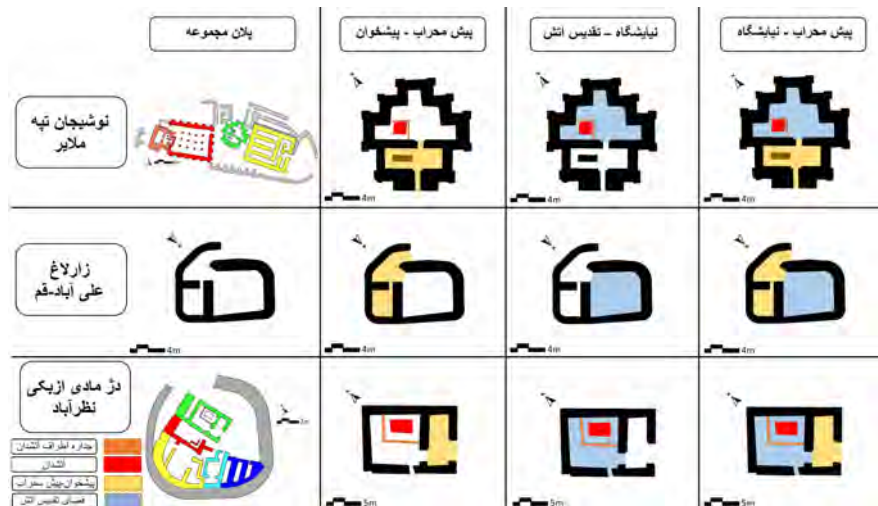 پیش محراب - نیایشگاه
نیایشگاه – تقدیس اتش
پیش محراب - پیشخوان
پلان مجموعه
نوشیجان تپه
ملایر
4m
4m
4m
زارلاغ
علی آباد-قم
4m
4m
4m
4m
دژ مادی ازبکی
نظرآباد
5m
5m
5m
جداره اطراف آتشدان
آتشدان
پیشخوان-پیش محراب
فضای تقدیس اتش